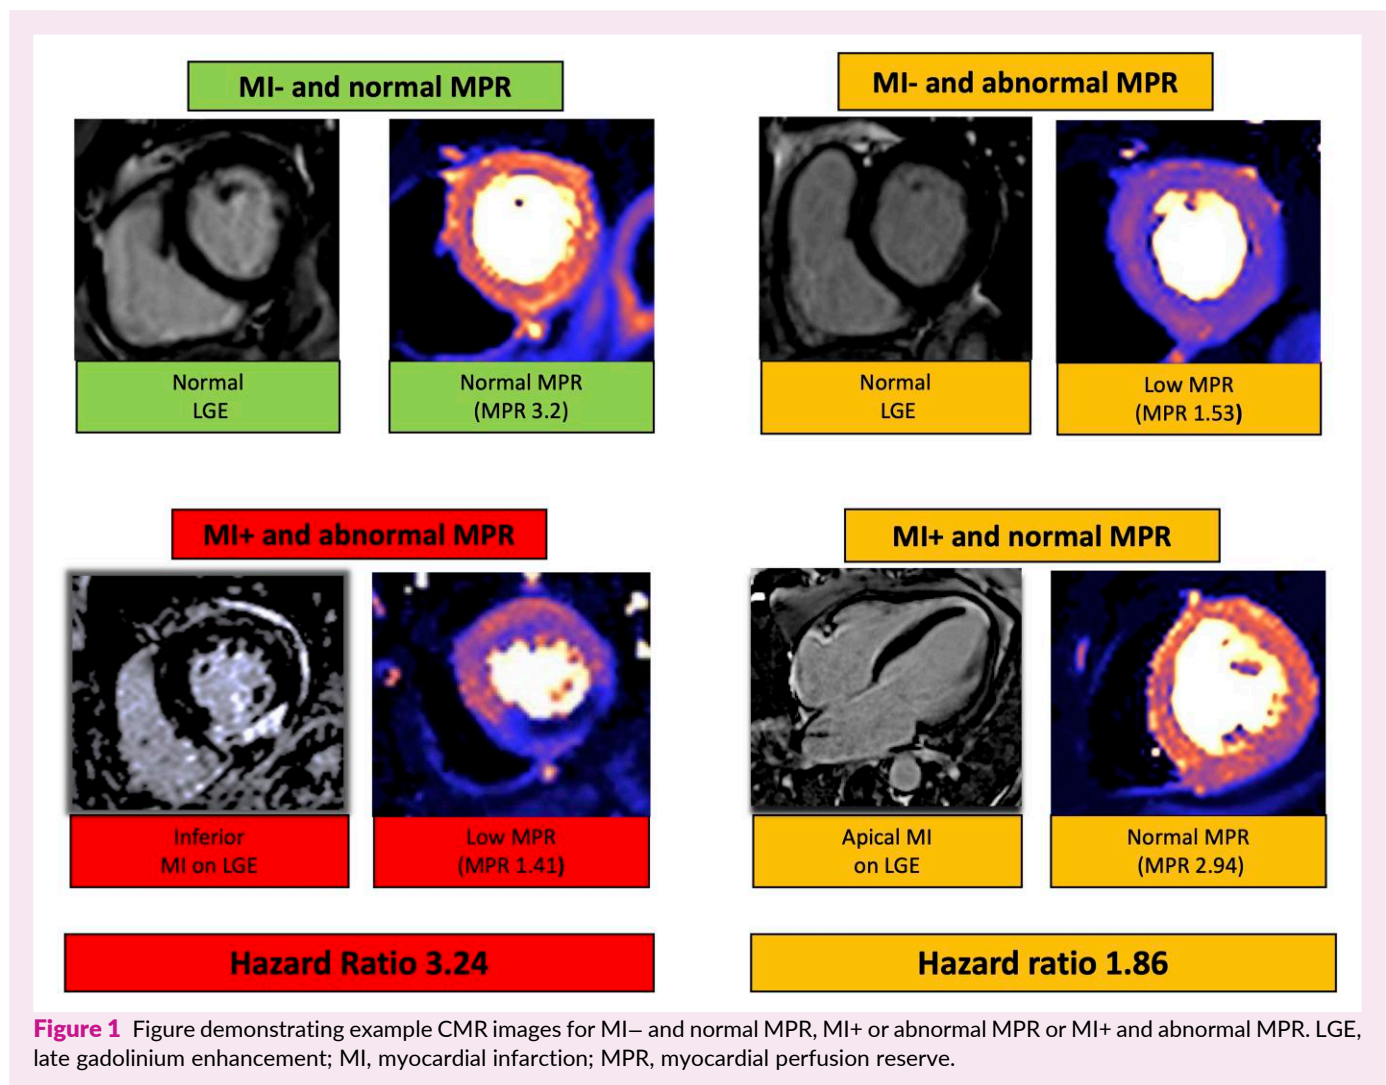 MI- and normal MPR
Normal
LGE
Normal MPR
(MPR 3.2)
MI- and abnormal MPR
Normal
LGE
Low MPR
(MPR 1.53)
MI+ and abnormal MPR
Inferior
MI on LGE
Low MPR
(MPR 1.41)
MI+ and normal MPR
Apical MI
on LGE
Normal MPR
(MPR 2.94)
Hazard Ratio 3.24
Hazard ratio 1.86
Figure 1 Figure demonstrating example CMR images for MI− and normal MPR, MI+ or abnormal MPR or MI+ and abnormal MPR. LGE,
late gadolinium enhancement; MI, myocardial infarction; MPR, myocardial perfusion reserve.